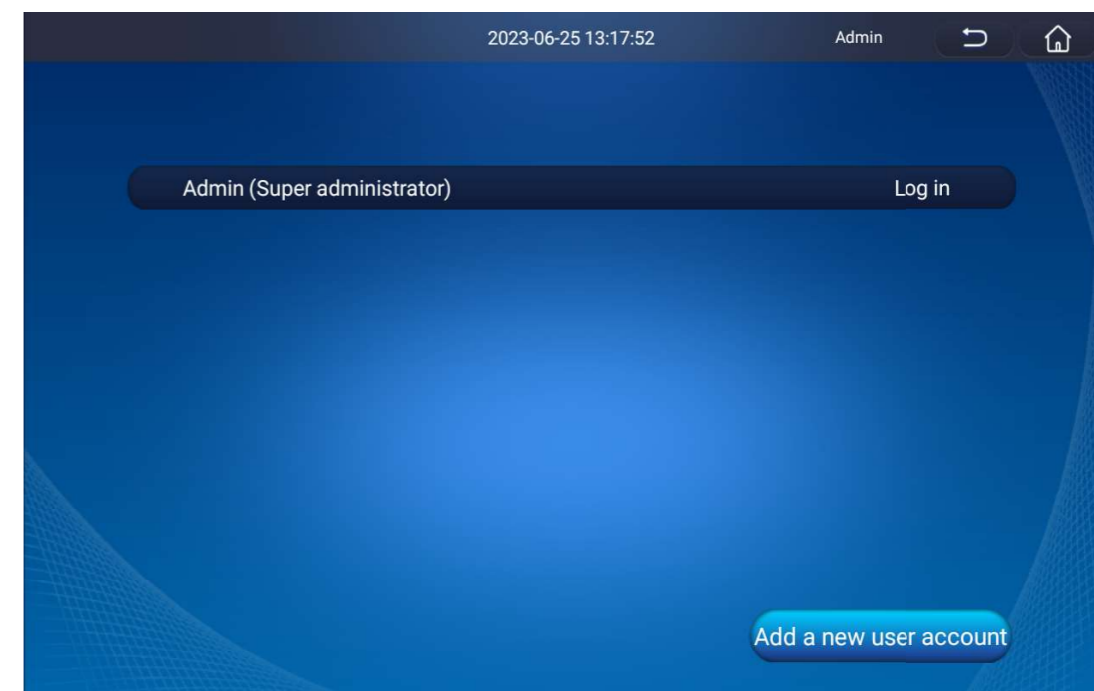 2023-06-25 13:17:52 Admin
Admin (Super administrator) Log in
Add a new user account